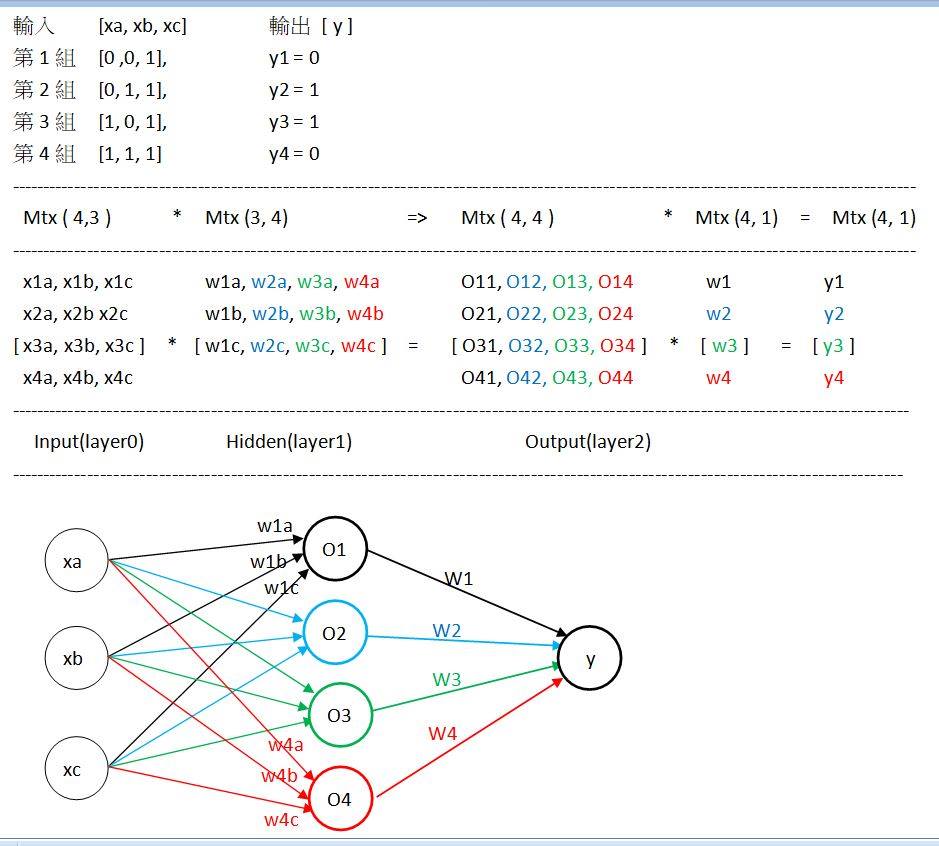 輸入 [xa, xb, xc] 輸出 [ y ]
第 1 組 [0 ,0, 1], y1 = 0
第 2 組 [0, 1, 1], y2 = 1
第 3 組 [1, 0, 1], y3 = 1
第 4 組 [1, 1, 1] y4 = 0
Mtx ( 4,3 ) * Mtx (3, 4) => Mtx ( 4, 4 ) * Mtx (4, 1) = Mtx (4, 1)
x1a, x1b, x1c w1a, w2a, w3a, w4a O11, O12, O13, O14 w1 y1
x2a, x2b x2c w1b, w2b, w3b, w4b O21, O22, O23, O24 w2 y2
[ x3a, x3b, x3c ] * [ w1c, w2c, w3c, w4c ] = [ O31, O32, O33, O34 ] * [ w3 ] = [ y3 ]
x4a, x4b, x4c O41, O42, O43, O44 w4 y4
Input(layer0) Hidden(layer1) Output(layer2)
w1a
xa
w1b
O1
w1c
W1
xb
O2
W2
y
W3
O3
w4a
W4
xc
w4b
O4
w4c